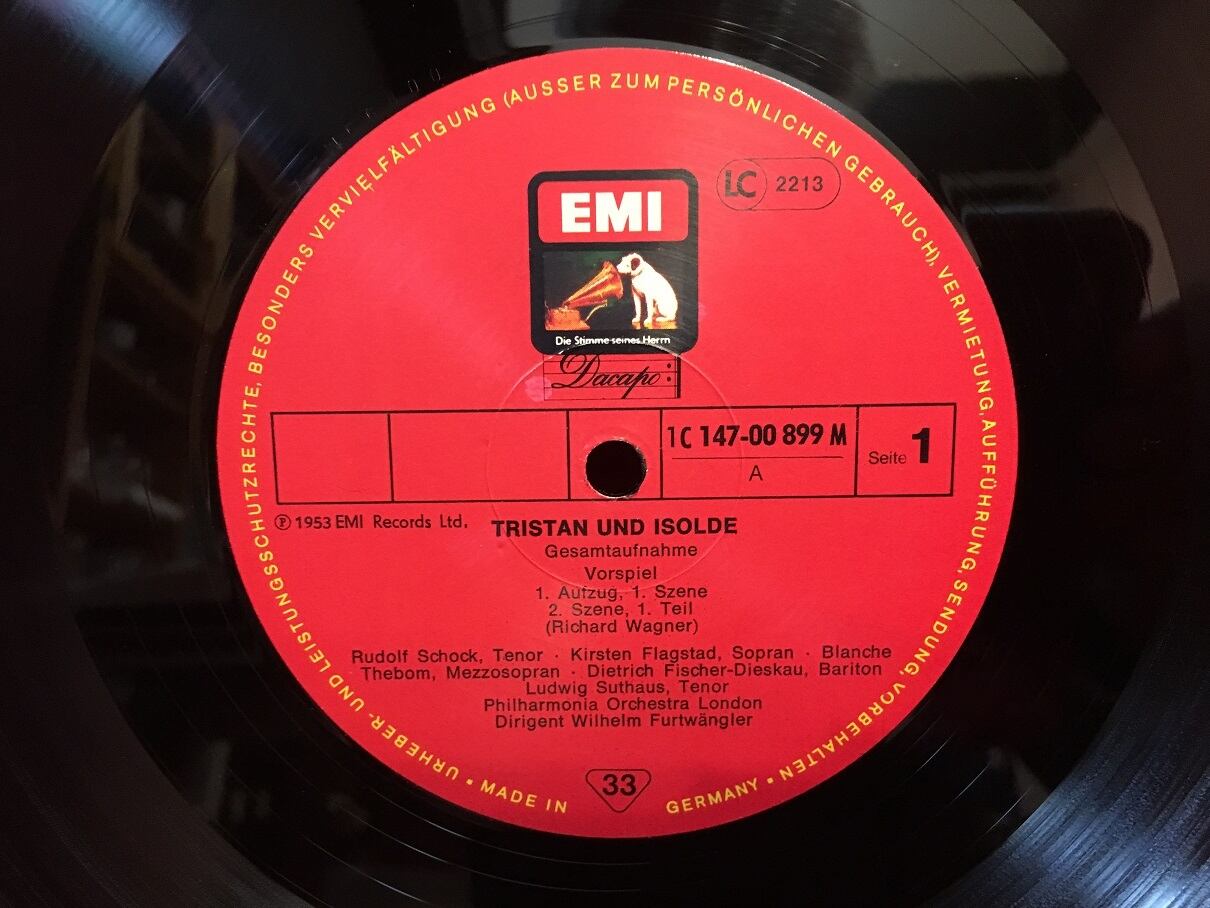 URHEBER- UND LEISTUNGSSCHUTZRECHTE, BESONDERS VERVIELFÄLTIGUNG (AUSSER ZUM PERSÖNLICHEN GEBRAUCH), VERMIETUNG, AUFFÜHRUNG, SENDUNG, VORBEHALTEN
EMI
LC 2213
Die Stimme seines Herrn
Dacapo
1C 147-00 899 M
A
Seite 1
℗ 1953 EMI Records Ltd.
TRISTAN UND ISOLDE
Gesamtaufnahme
Vorspiel
1. Aufzug, 1. Szene
2. Szene, 1. Teil
(Richard Wagner)
Rudolf Schock, Tenor · Kirsten Flagstad, Sopran · Blanche
Thebom, Mezzosopran · Dietrich Fischer-Dieskau, Bariton
Ludwig Suthaus, Tenor
Philharmonia Orchestra London
Dirigent Wilhelm Furtwängler
33
MADE IN GERMANY